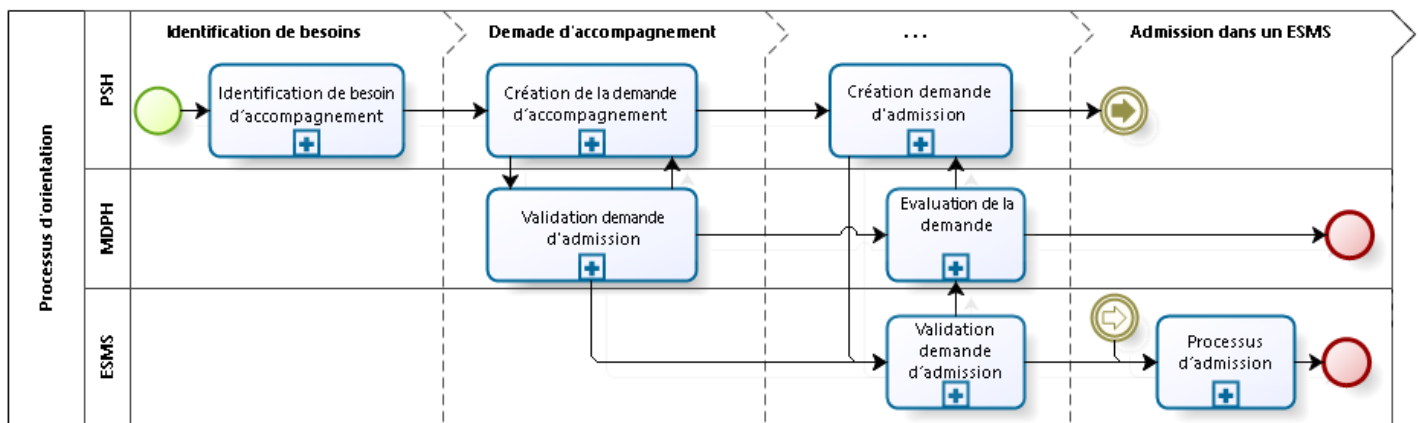 Processus d'orientation
Identification de besoins
Demade d'accompagnement
...
Admission dans un ESMS
PSH
Identification de besoin
d´accompagnement
Création de la demande
d´accompagnement
Création demande
d'admission
MDPH
Validation demande
d'admission
Evaluation de la
demande
ESMS
Validation
demande
d´admission
Processus
d´admission